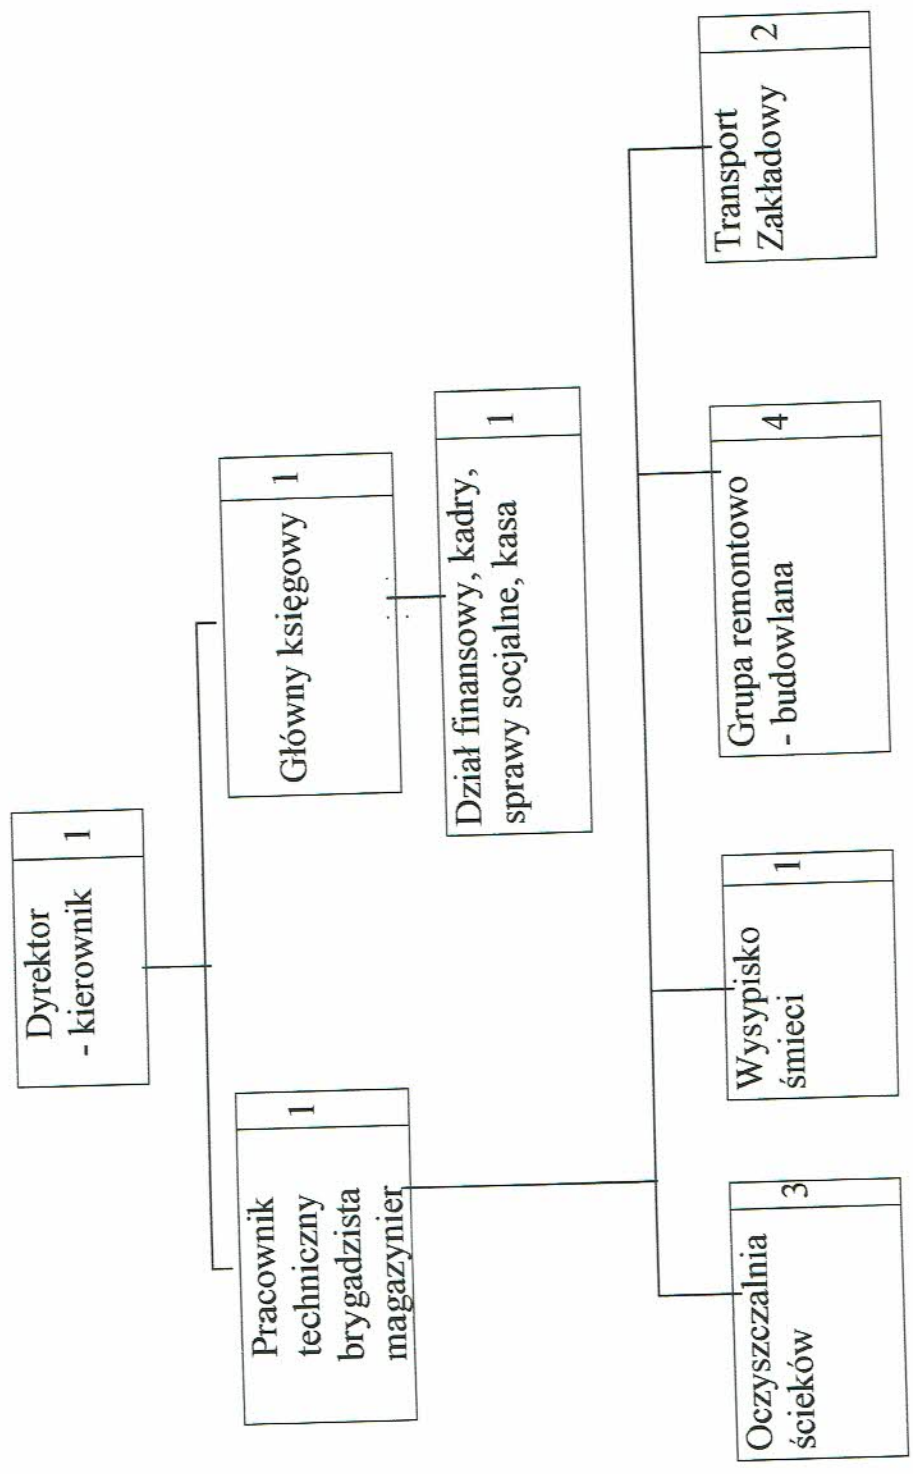 Dyrektor
- kierownik
1
Pracownik
techniczny
brygadzista
magazynier
1
Główny księgowy
1
Dział finansowy, kadry,
sprawy socjalne, kasa
1
Oczyszczalnia
ścieków
3
Wysypisko
śmieci
1
Grupa remontowo
- budowlana
4
Transport
Zakładowy
2